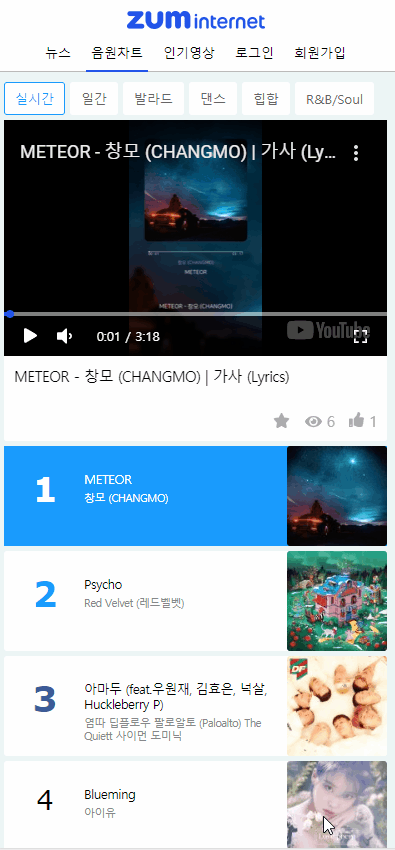 zum internet
뉴스 음원차트 인기영상 로그인 회원가입
실시간 일간 발라드 댄스 힙합 R&B/Soul
METEOR - 창모 (CHANGMO) | 가사 (Ly...
METEOR
METEOR - 창모 (CHANGMO)
0:01 / 3:18
YouTube
METEOR - 창모 (CHANGMO) | 가사 (Lyrics)
6 1
1
METEOR
창모 (CHANGMO)
2
Psycho
Red Velvet (레드벨벳)
3
아마두 (feat.우원재, 김효은, 넉살,
Huckleberry P)
염따 딥플로우 팔로알토 (Paloalto) The
Quiett 사이먼 도미닉
DF
4
Blueming
아이유